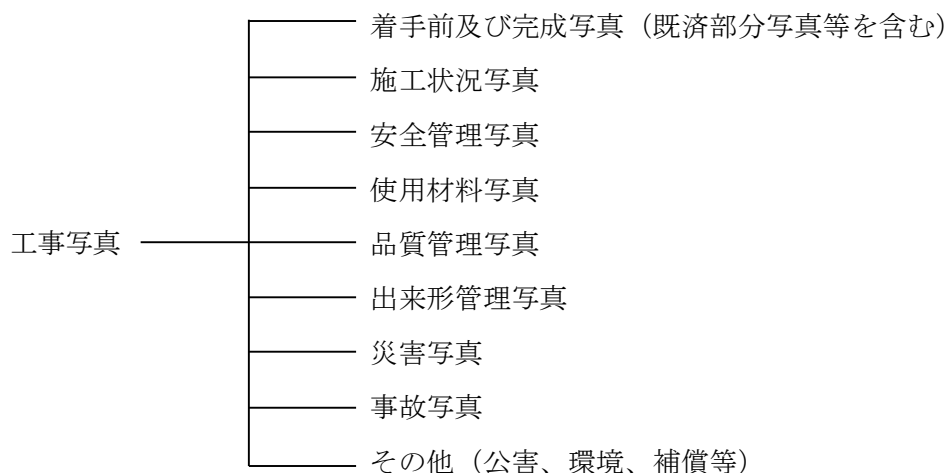 着手前及び完成写真（既済部分写真等を含む）
施工状況写真
安全管理写真
使用材料写真
工事写真
品質管理写真
出来形管理写真
災害写真
事故写真
その他（公害、環境、補償等）